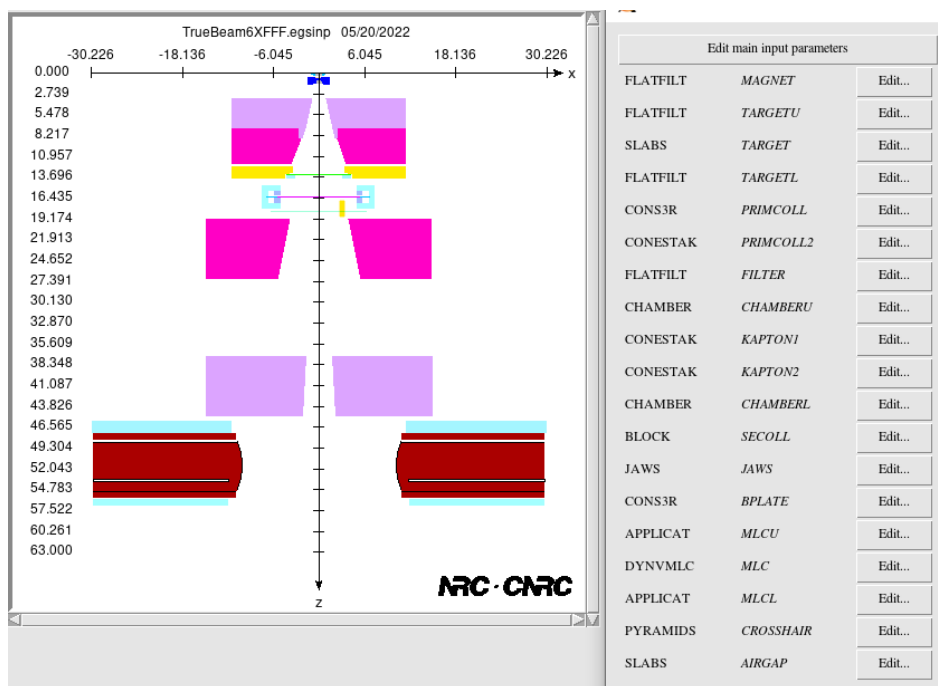 TrueBeam6XFFF.egsinp 05/20/2022
-30.226 -18.136 -6.045 6.045 18.136 30.226
x
0.000
2.739
5.478
8.217
10.957
13.696
16.435
19.174
21.913
24.652
27.391
30.130
32.870
35.609
38.348
41.087
43.826
46.565
49.304
52.043
54.783
57.522
60.261
63.000
z
NRC·CNRC
Edit main input parameters
FLATFILT MAGNET Edit...
FLATFILT TARGETU Edit...
SLABS TARGET Edit...
FLATFILT TARGETL Edit...
CONS3R PRIMCOLL Edit...
CONESTAK PRIMCOLL2 Edit...
FLATFILT FILTER Edit...
CHAMBER CHAMBERU Edit...
CONESTAK KAPTON1 Edit...
CONESTAK KAPTON2 Edit...
CHAMBER CHAMBERL Edit...
BLOCK SECOLL Edit...
JAWS JAWS Edit...
CONS3R BPLATE Edit...
APPLICAT MLCU Edit...
DYNVMLC MLC Edit...
APPLICAT MLCL Edit...
PYRAMIDS CROSSHAIR Edit...
SLABS AIRGAP Edit...